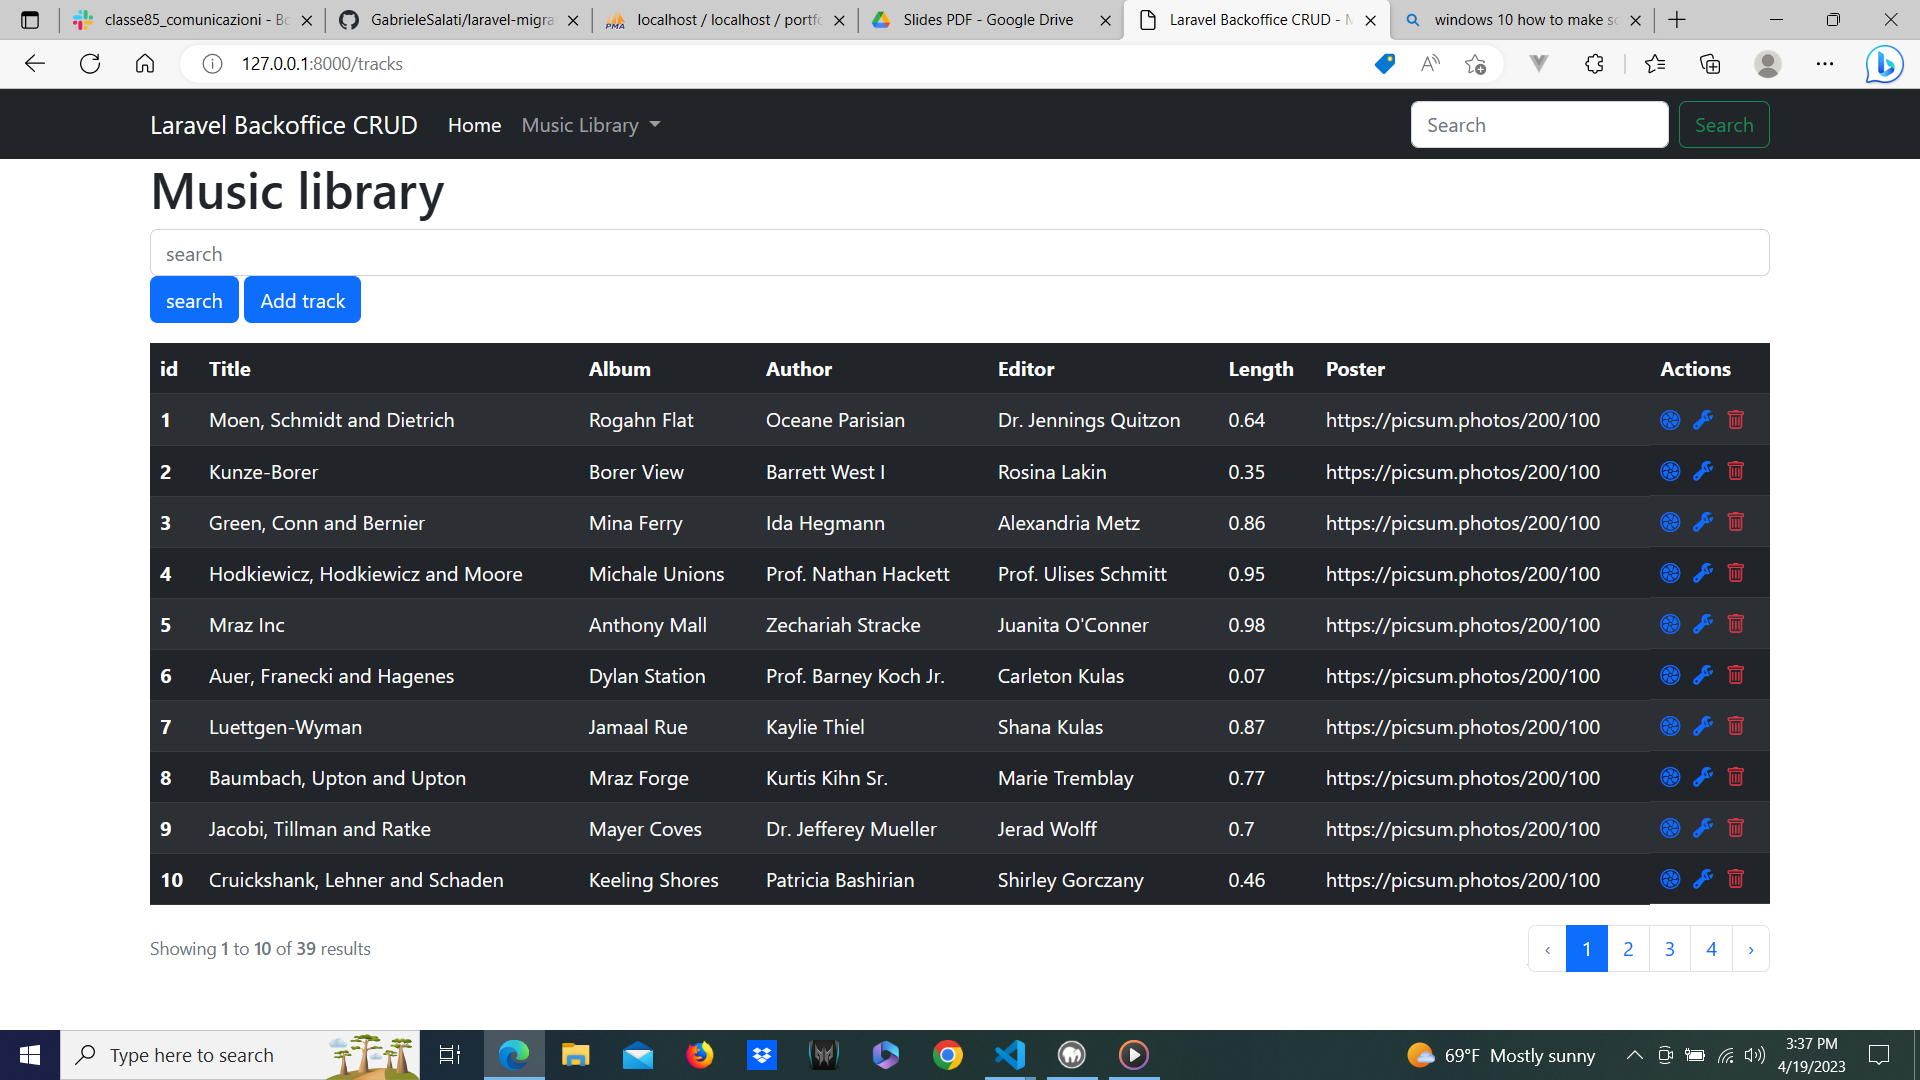 classe85_comunicazioni - Bo
GabrieleSalati/laravel-migra
localhost / localhost / portfo
Slides PDF - Google Drive
Laravel Backoffice CRUD - M
windows 10 how to make sc
127.0.0.1:8000/tracks
Laravel Backoffice CRUD Home Music Library Search Search
Music library
search
search Add track
id Title Album Author Editor Length Poster Actions
1 Moen, Schmidt and Dietrich Rogahn Flat Oceane Parisian Dr. Jennings Quitzon 0.64 https://picsum.photos/200/100
2 Kunze-Borer Borer View Barrett West I Rosina Lakin 0.35 https://picsum.photos/200/100
3 Green, Conn and Bernier Mina Ferry Ida Hegmann Alexandria Metz 0.86 https://picsum.photos/200/100
4 Hodkiewicz, Hodkiewicz and Moore Michale Unions Prof. Nathan Hackett Prof. Ulises Schmitt 0.95 https://picsum.photos/200/100
5 Mraz Inc Anthony Mall Zechariah Stracke Juanita O'Conner 0.98 https://picsum.photos/200/100
6 Auer, Franecki and Hagenes Dylan Station Prof. Barney Koch Jr. Carleton Kulas 0.07 https://picsum.photos/200/100
7 Luettgen-Wyman Jamaal Rue Kaylie Thiel Shana Kulas 0.87 https://picsum.photos/200/100
8 Baumbach, Upton and Upton Mraz Forge Kurtis Kihn Sr. Marie Tremblay 0.77 https://picsum.photos/200/100
9 Jacobi, Tillman and Ratke Mayer Coves Dr. Jefferey Mueller Jerad Wolff 0.7 https://picsum.photos/200/100
10 Cruickshank, Lehner and Schaden Keeling Shores Patricia Bashirian Shirley Gorczany 0.46 https://picsum.photos/200/100
Showing 1 to 10 of 39 results
‹ 1 2 3 4 ›
Type here to search
69°F Mostly sunny
3:37 PM
4/19/2023